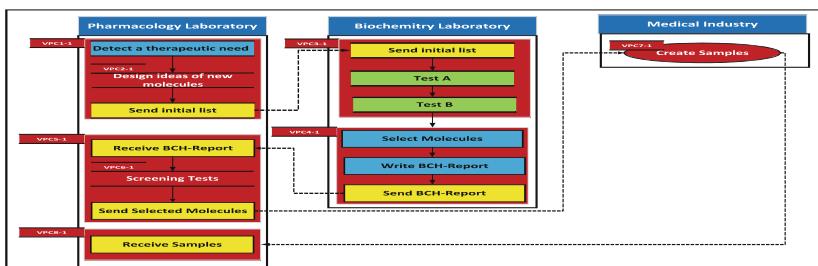 Pharmacology Laboratory
Biochemitry Laboratory
Medical Industry
VPC1-1
Detect a therapeutic need
VPC2-1
Design ideas of new
molecules
Send initial list
VPC5-1
Receive BCH-Report
VPC6-1
Screening Tests
Send Selected Molecules
VPC8-1
Receive Samples
VPC3-1
Send initial list
Test A
Test B
VPC4-1
Select Molecules
Write BCH-Report
Send BCH-Report
VPC7-1
Create Samples